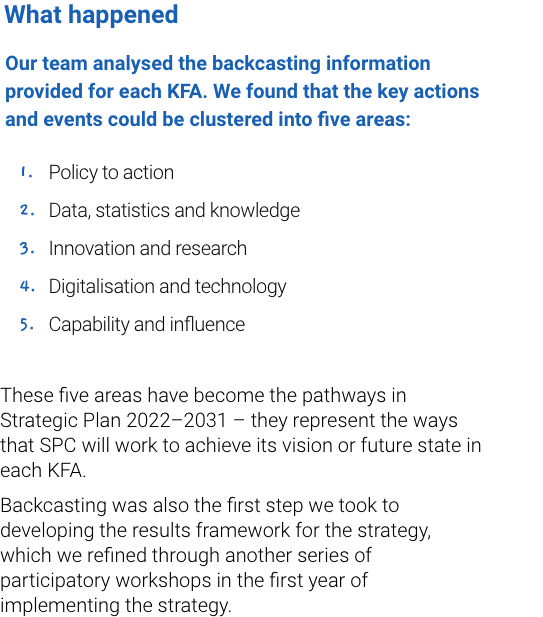 What happened
Our team analysed the backcasting information
provided for each KFA. We found that the key actions
and events could be clustered into five areas:
1. Policy to action
2. Data, statistics and knowledge
3. Innovation and research
4. Digitalisation and technology
5. Capability and influence
These five areas have become the pathways in
Strategic Plan 2022–2031 – they represent the ways
that SPC will work to achieve its vision or future state in
each KFA.
Backcasting was also the first step we took to
developing the results framework for the strategy,
which we refined through another series of
participatory workshops in the first year of
implementing the strategy.